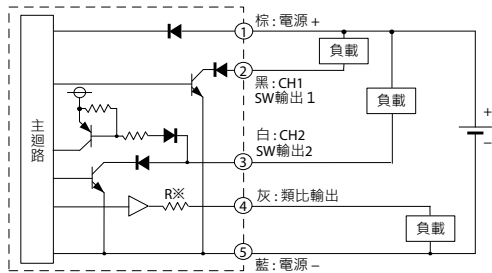 主迴路
R※
① 棕:電源+
② 黑:CH1
SW輸出1
③ 白:CH2
SW輸出2
④ 灰:類比輸出
⑤ 藍:電源−
負載
負載
負載
+
−